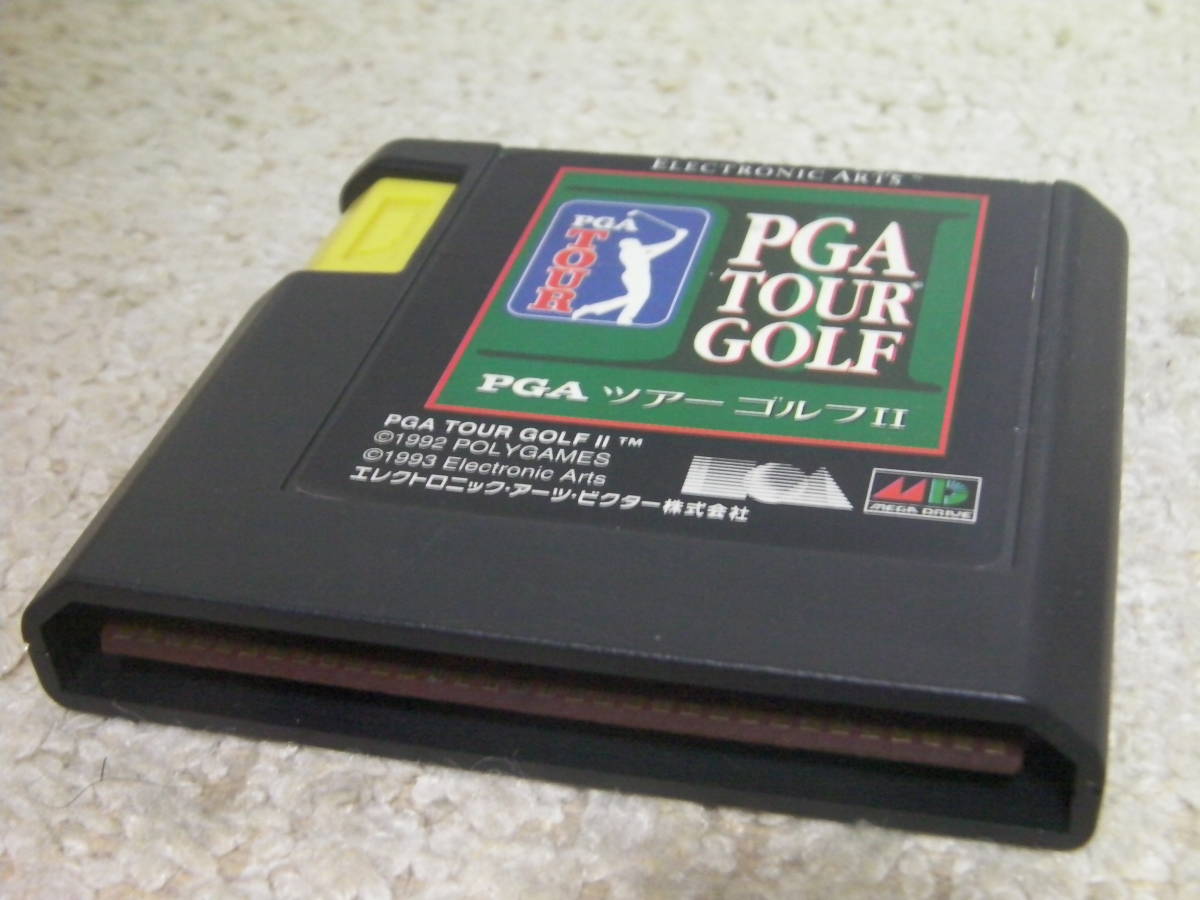 ELECTRONIC ARTS™
PGA
TOUR
PGA
TOUR®
GOLF
PGA ツアー ゴルフII
PGA TOUR GOLF II ™
©1992 POLYGAMES
©1993 Electronic Arts
エレクトロニック・アーツ・ビクター株式会社
ECA
MD
MEGA DRIVE